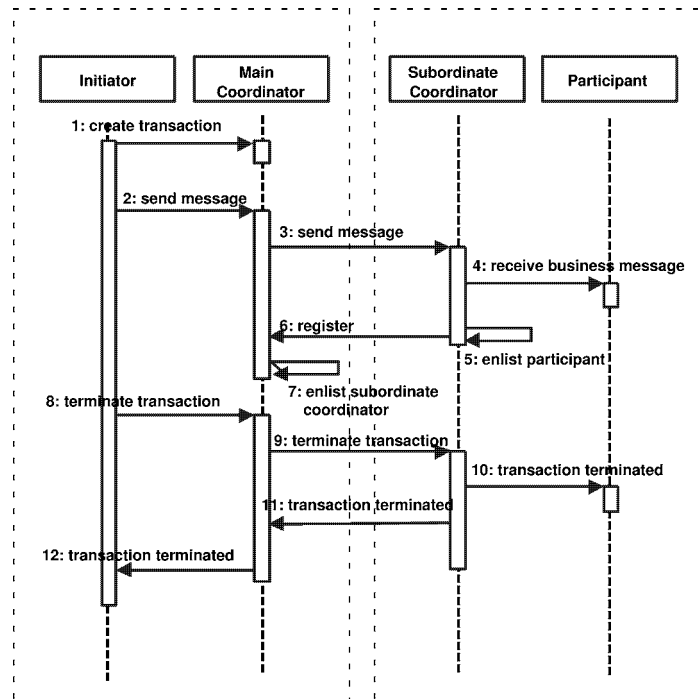 Initiator
Main
Coordinator
Subordinate
Coordinator
Participant
1: create transaction
2: send message
3: send message
4: receive business message
6: register
5: enlist participant
7: enlist subordinate
coordinator
8: terminate transaction
9: terminate transaction
10: transaction terminated
11: transaction terminated
12: transaction terminated